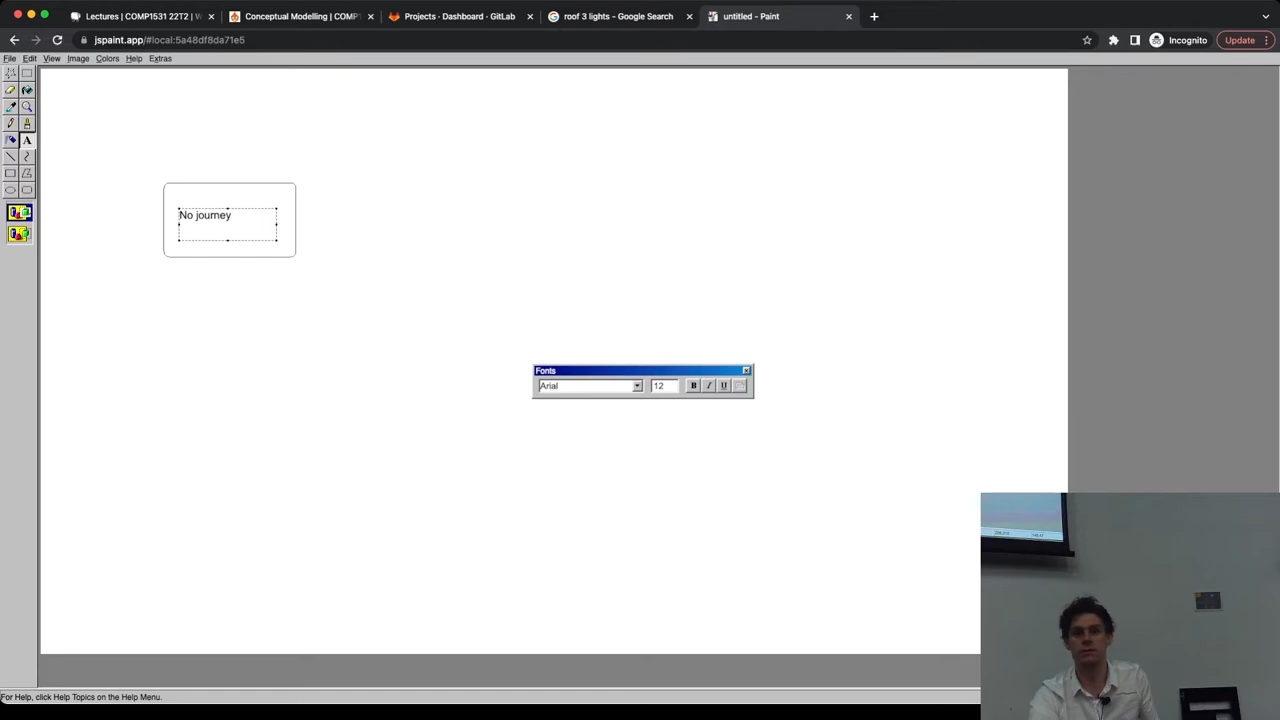 Lectures | COMP1531 22T2 | W
Conceptual Modelling | COMP1
Projects · Dashboard · GitLab
roof 3 lights - Google Search
untitled - Paint
jspaint.app/#local:5a48df8da71e5
Incognito
Update
File Edit View Image Colors Help Extras
A
No journey
Fonts
Arial
12
B I U
For Help, click Help Topics on the Help Menu.